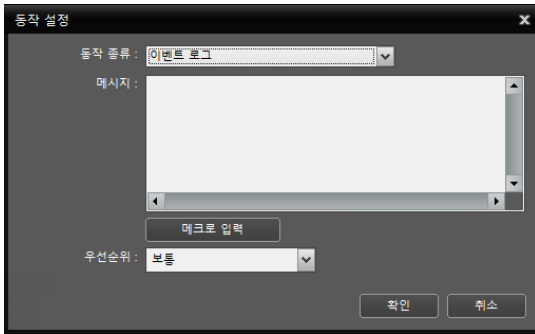 동작 설정
동작 종류 : 이벤트 로그
메시지 :
메크로 입력
우선순위 : 보통
확인 취소